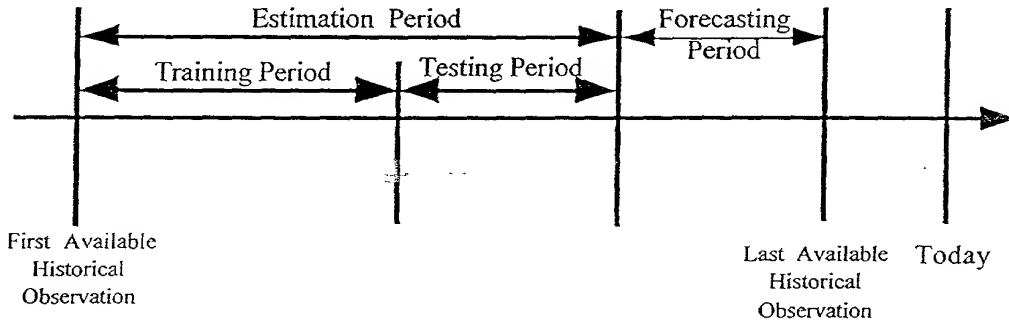 Estimation Period
Forecasting
Period
Training Period
Testing Period
First Available
Historical
Observation
Last Available
Historical
Observation
Today